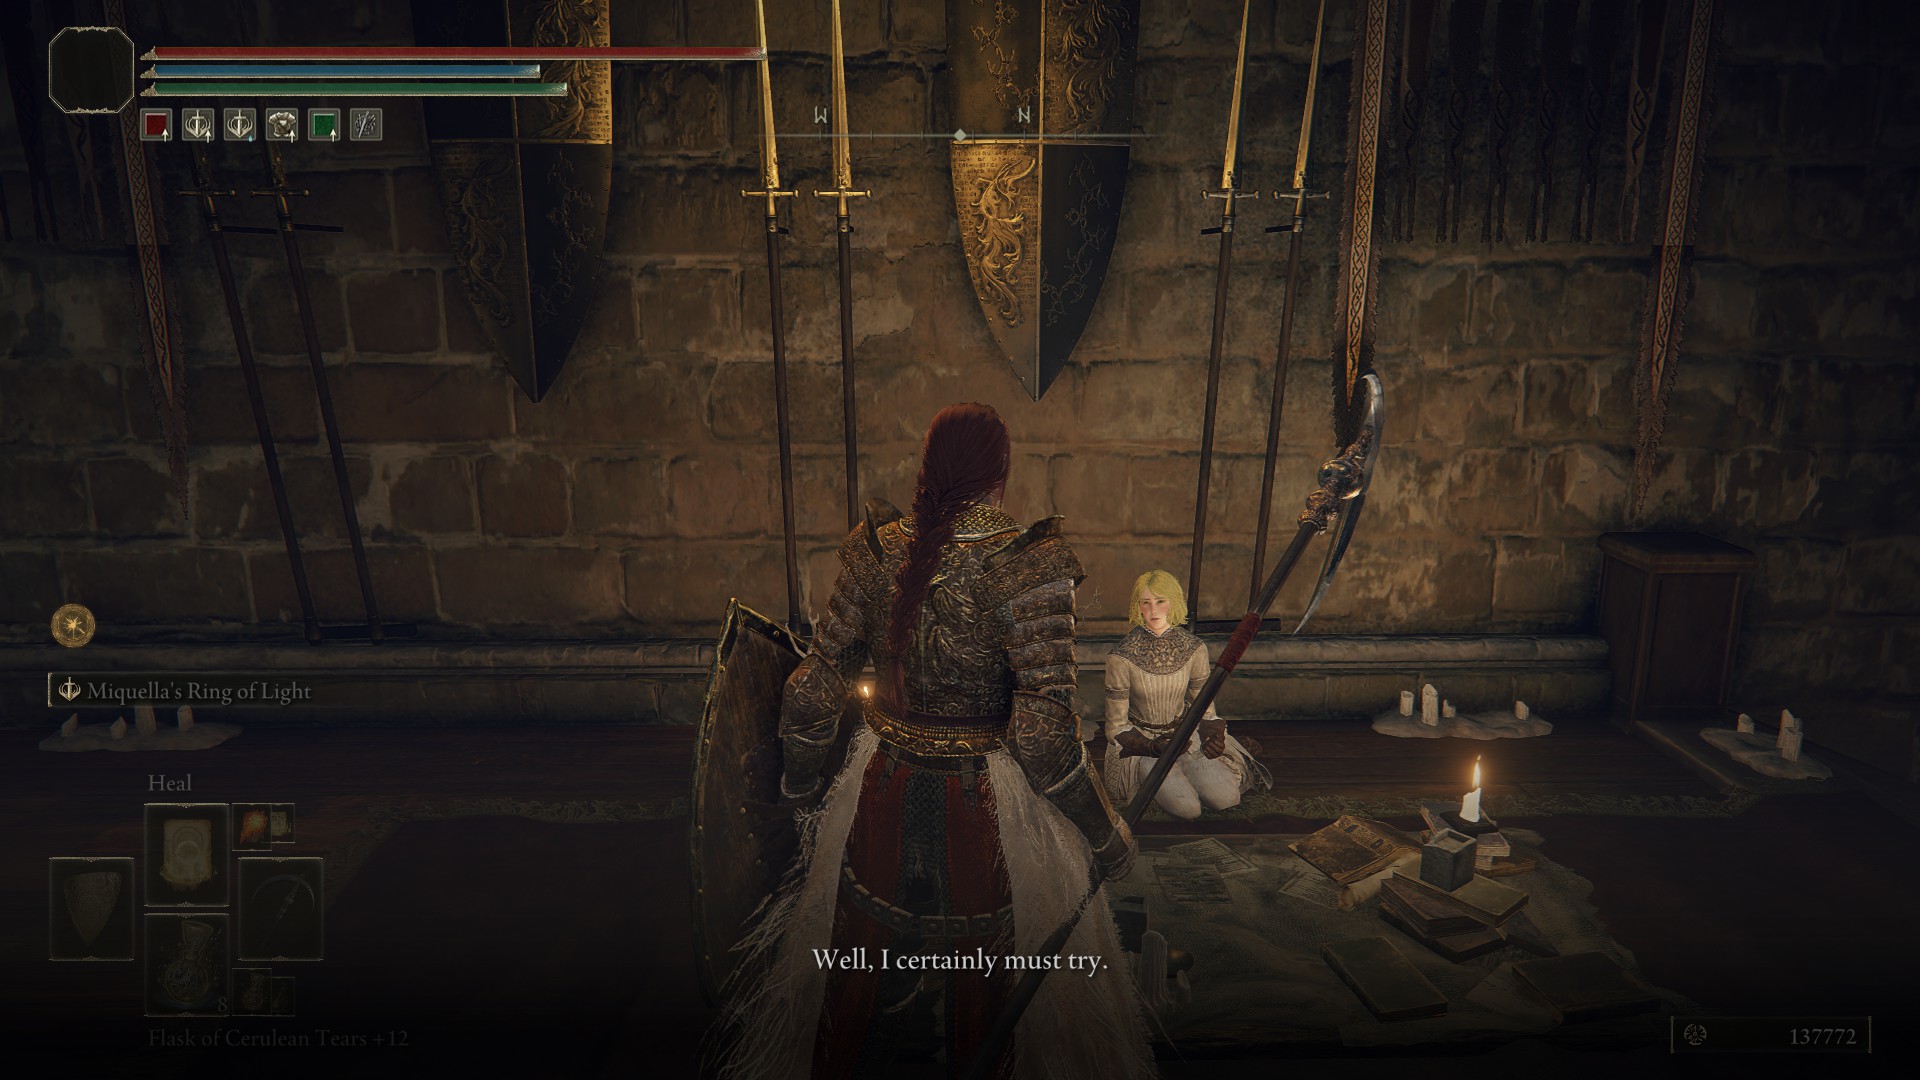 W N
Miquella's Ring of Light
Heal
8
Flask of Cerulean Tears +12
Well, I certainly must try.
137772